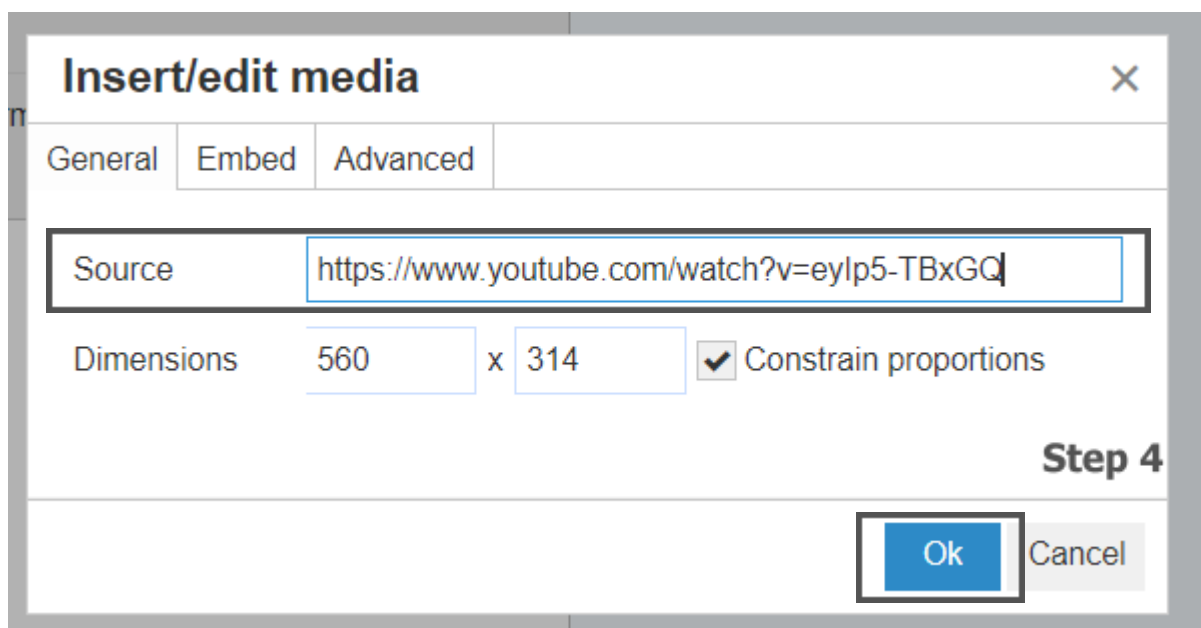 Insert/edit media ×
rm
General Embed Advanced
Source https://www.youtube.com/watch?v=eyIp5-TBxGQ
Dimensions 560 x 314 Constrain proportions
Step 4
Ok Cancel